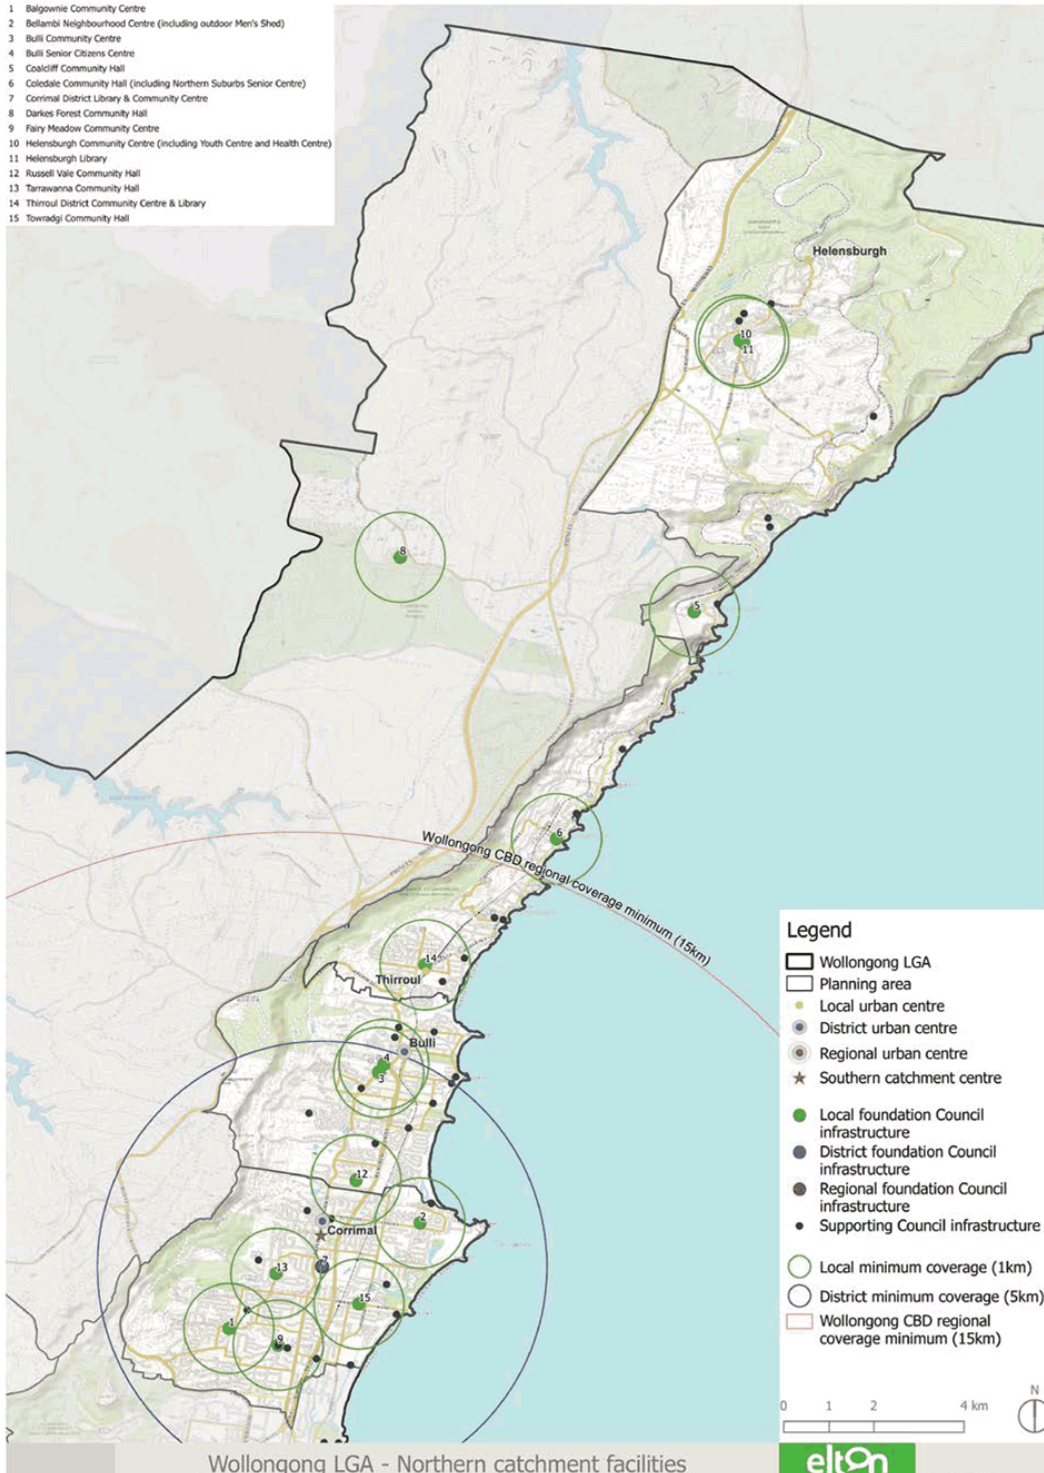 1 Balgownie Community Centre
2 Bellambi Neighbourhood Centre (including outdoor Men's Shed)
3 Bulli Community Centre
4 Bulli Senior Citizens Centre
5 Coalcliff Community Hall
6 Coledale Community Hall (including Northern Suburbs Senior Centre)
7 Corrimal District Library & Community Centre
8 Darkes Forest Community Hall
9 Fairy Meadow Community Centre
10 Helensburgh Community Centre (including Youth Centre and Health Centre)
11 Helensburgh Library
12 Russell Vale Community Hall
13 Tarrawanna Community Hall
14 Thirroul District Community Centre & Library
15 Towradgi Community Hall
Helensburgh
10
11
8
5
6
Wollongong CBD regional coverage minimum (15km)
14
Thirroul
Bulli
4
3
12
2
Corrimal
7
13
15
1
9
Legend
Wollongong LGA
Planning area
Local urban centre
District urban centre
Regional urban centre
Southern catchment centre
Local foundation Council
infrastructure
District foundation Council
infrastructure
Regional foundation Council
infrastructure
Supporting Council infrastructure
Local minimum coverage (1km)
District minimum coverage (5km)
Wollongong CBD regional
coverage minimum (15km)
N
0 1 2 4 km
Wollongong LGA - Northern catchment facilities
elton